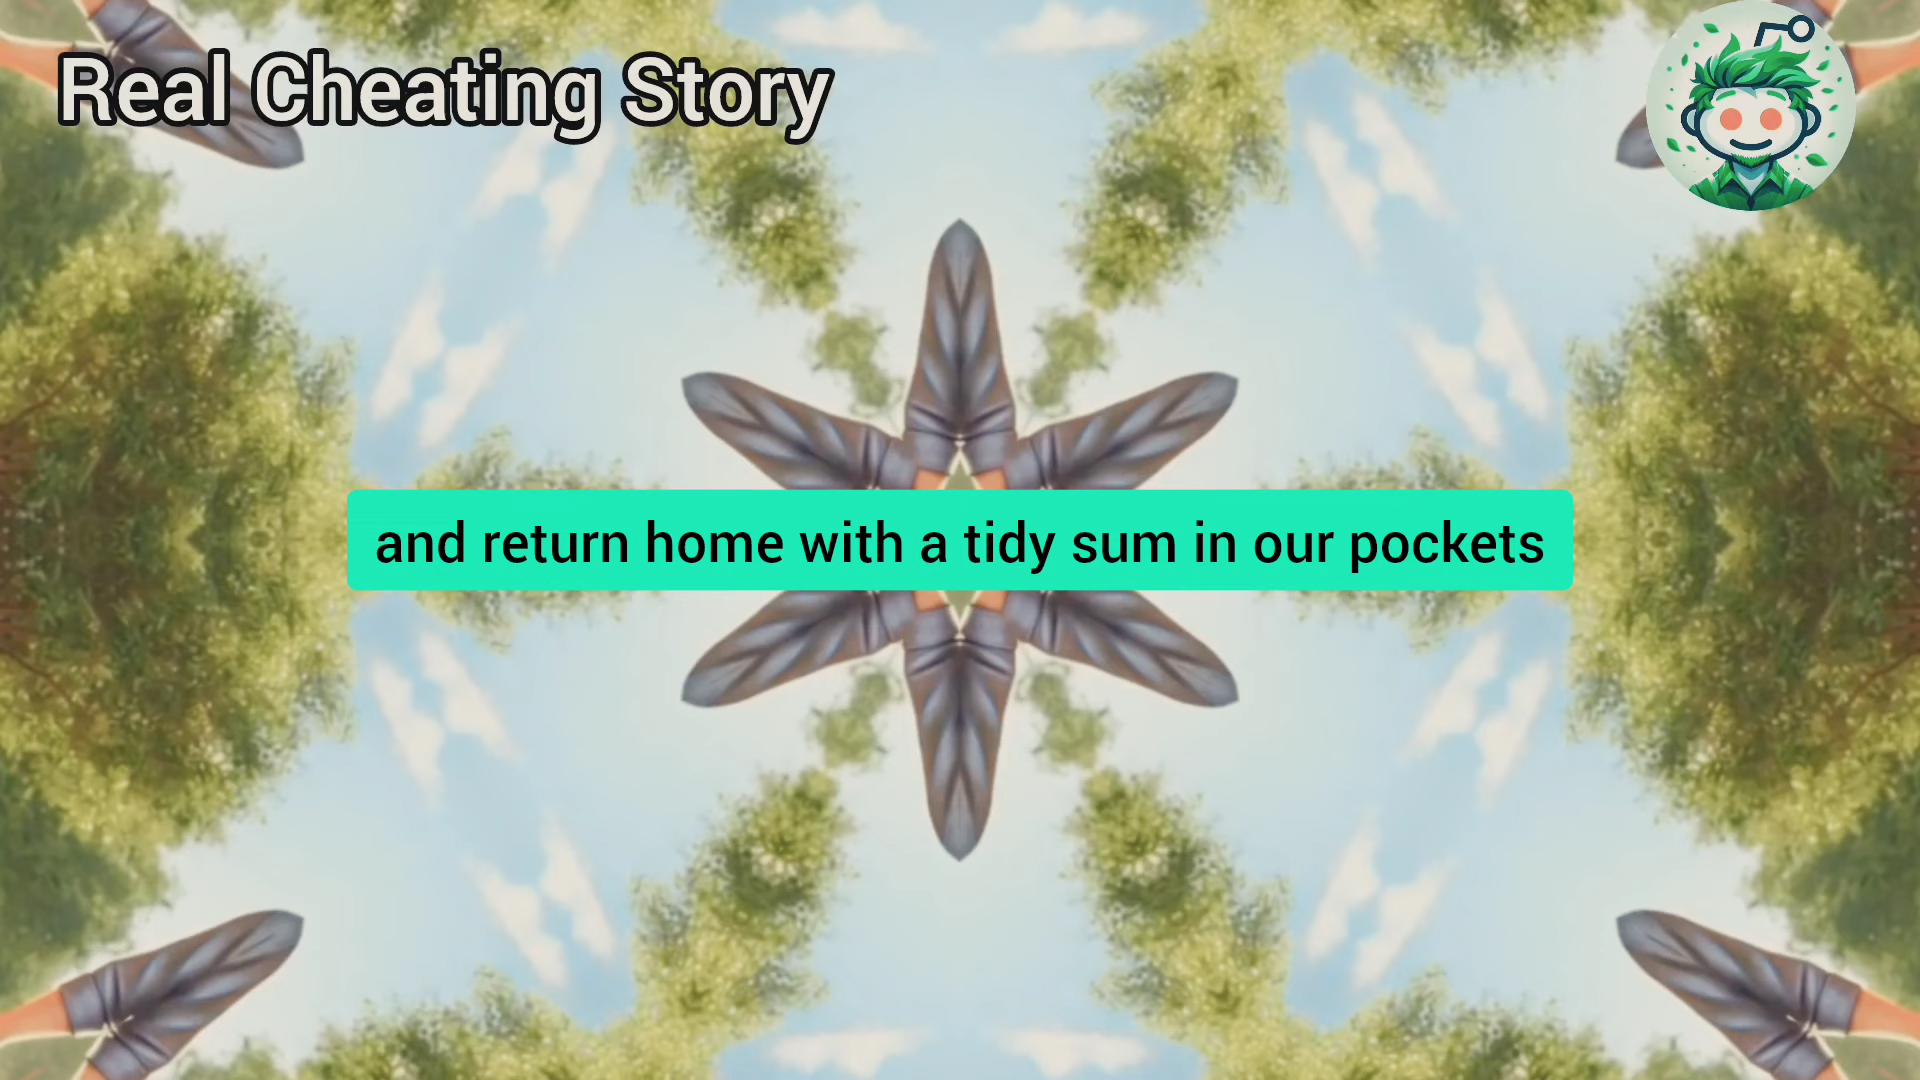 Real Cheating Story
and return home with a tidy sum in our pockets